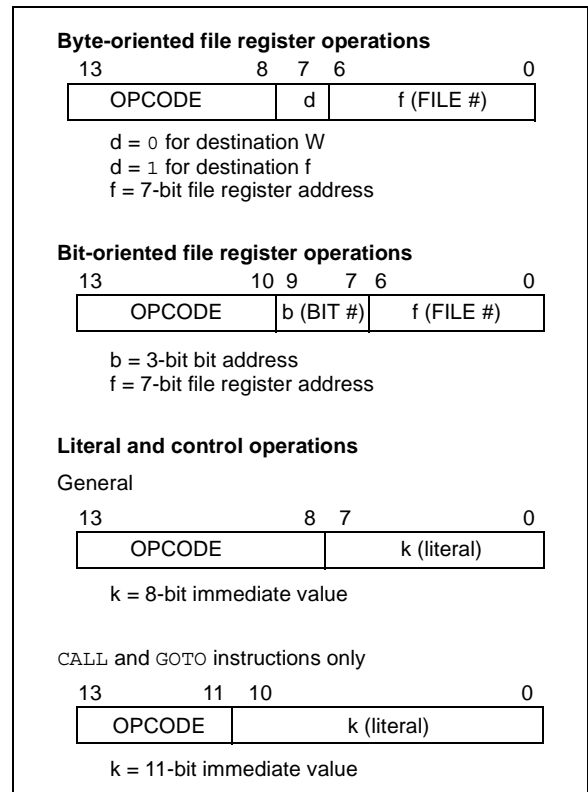 Byte-oriented file register operations
13 8 7 6 0
OPCODE d f (FILE #)
d = 0 for destination W
d = 1 for destination f
f = 7-bit file register address
Bit-oriented file register operations
13 10 9 7 6 0
OPCODE b (BIT #) f (FILE #)
b = 3-bit bit address
f = 7-bit file register address
Literal and control operations
General
13 8 7 0
OPCODE k (literal)
k = 8-bit immediate value
CALL and GOTO instructions only
13 11 10 0
OPCODE k (literal)
k = 11-bit immediate value